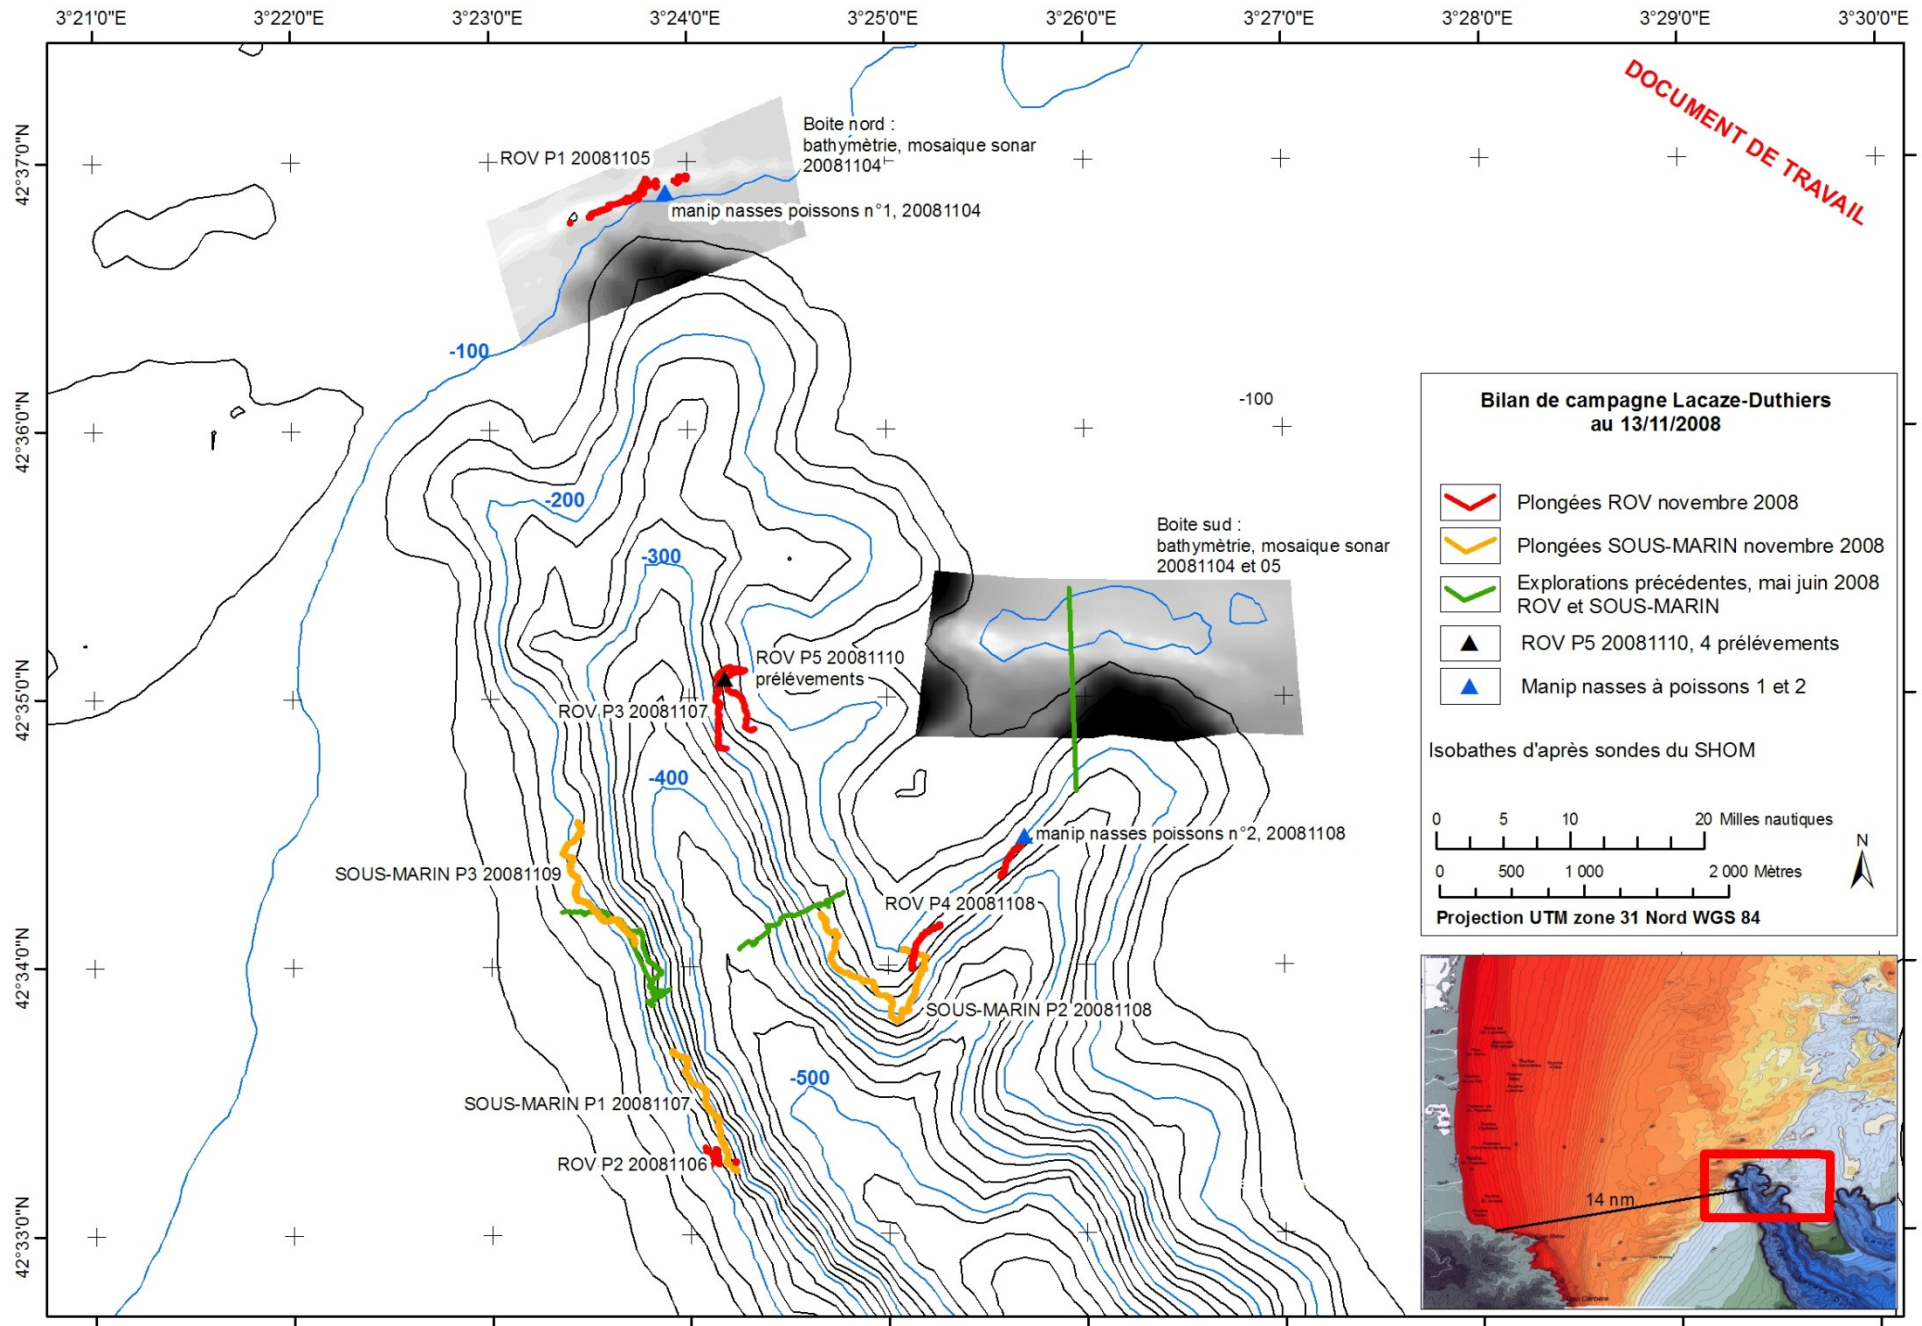 3°21'0"E 3°22'0"E 3°23'0"E 3°24'0"E 3°25'0"E 3°26'0"E 3°27'0"E 3°28'0"E 3°29'0"E 3°30'0"E
42°37'0"N
42°36'0"N
42°35'0"N
42°34'0"N
42°33'0"N
DOCUMENT DE TRAVAIL
Boite nord :
bathymètrie, mosaique sonar
20081104
ROV P1 20081105
manip nasses poissons n°1, 20081104
-100
-100
-200
-300
Boite sud :
bathymètrie, mosaique sonar
20081104 et 05
ROV P5 20081110
prélévements
ROV P3 20081107
-400
manip nasses poissons n°2, 20081108
SOUS-MARIN P3 20081109
ROV P4 20081108
SOUS-MARIN P2 20081108
-500
SOUS-MARIN P1 20081107
ROV P2 20081106
Bilan de campagne Lacaze-Duthiers
au 13/11/2008
Plongées ROV novembre 2008
Plongées SOUS-MARIN novembre 2008
Explorations précédentes, mai juin 2008
ROV et SOUS-MARIN
ROV P5 20081110, 4 prélévements
Manip nasses à poissons 1 et 2
Isobathes d'après sondes du SHOM
0 5 10 20 Milles nautiques
0 500 1 000 2 000 Mètres
N
Projection UTM zone 31 Nord WGS 84
14 nm